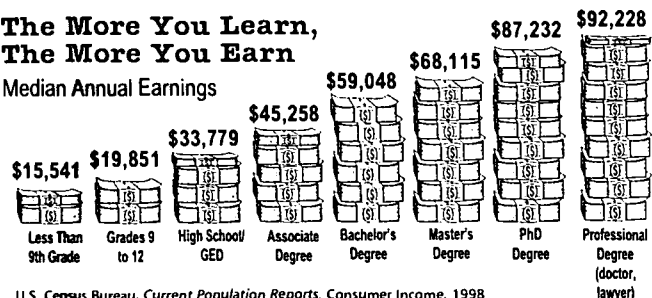 The More You Learn,
The More You Earn
Median Annual Earnings
$15,541
$19,851
$33,779
$45,258
$59,048
$68,115
$87,232
$92,228
Less Than
9th Grade
Grades 9
to 12
High School/
GED
Associate
Degree
Bachelor's
Degree
Master's
Degree
PhD
Degree
Professional
Degree
(doctor,
lawyer)
U.S. Census Bureau, Current Population Reports, Consumer Income, 1998